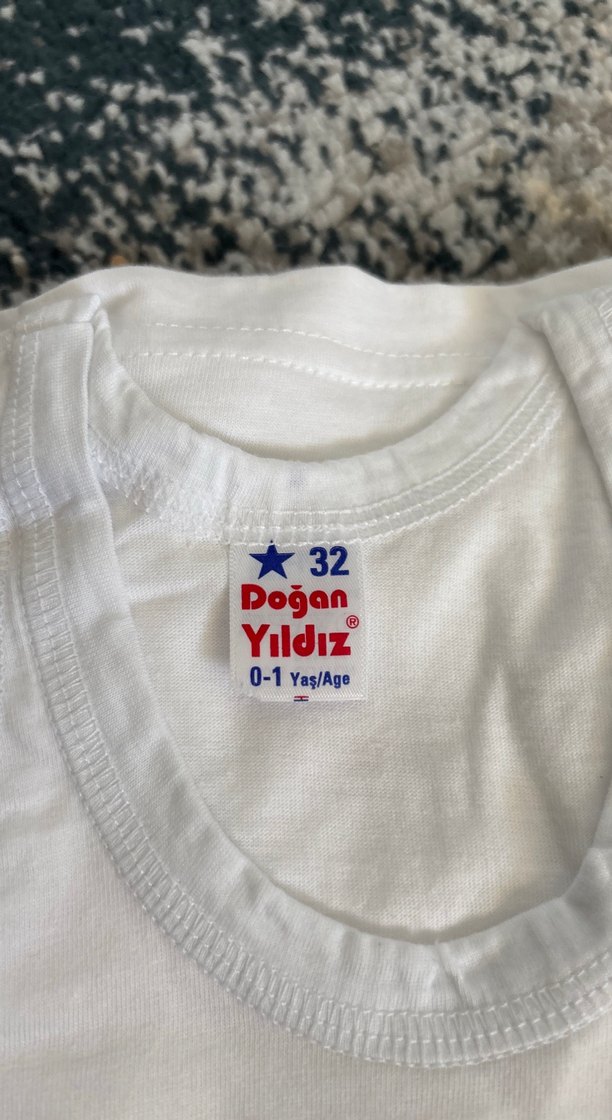 32
Doğan
Yıldız®
0-1 Yaş/Age